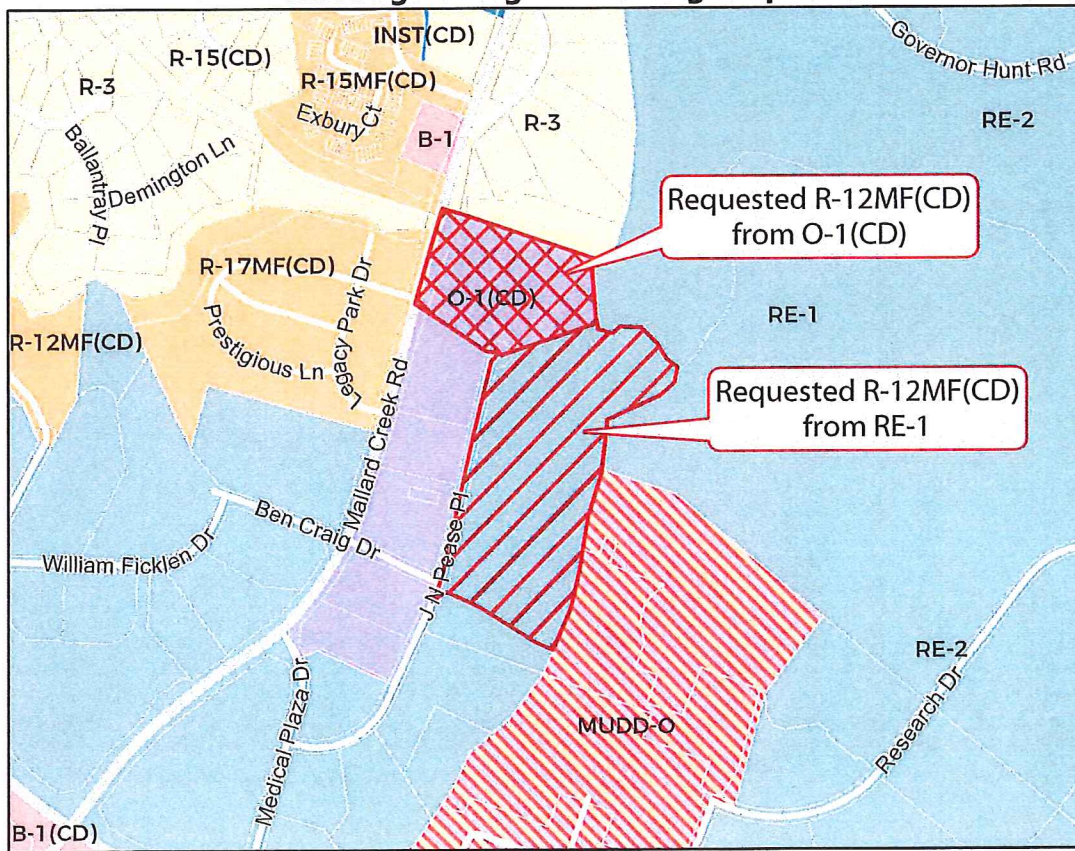 INST(CD)
R-15(CD)
R-15MF(CD)
R-3
Exbury Ct
B-1
R-3
Governor Hunt Rd
RE-2
Ballantray Pl
Demington Ln
Requested R-12MF(CD)
from O-1(CD)
R-17MF(CD)
Legacy Park Dr
O-1(CD)
RE-1
R-12MF(CD)
Prestigious Ln
Mallard Creek Rd
Requested R-12MF(CD)
from RE-1
Ben Craig Dr
J N Pease Pl
William Ficklen Dr
RE-2
Medical Plaza Dr
MUDD-O
Research Dr
B-1(CD)